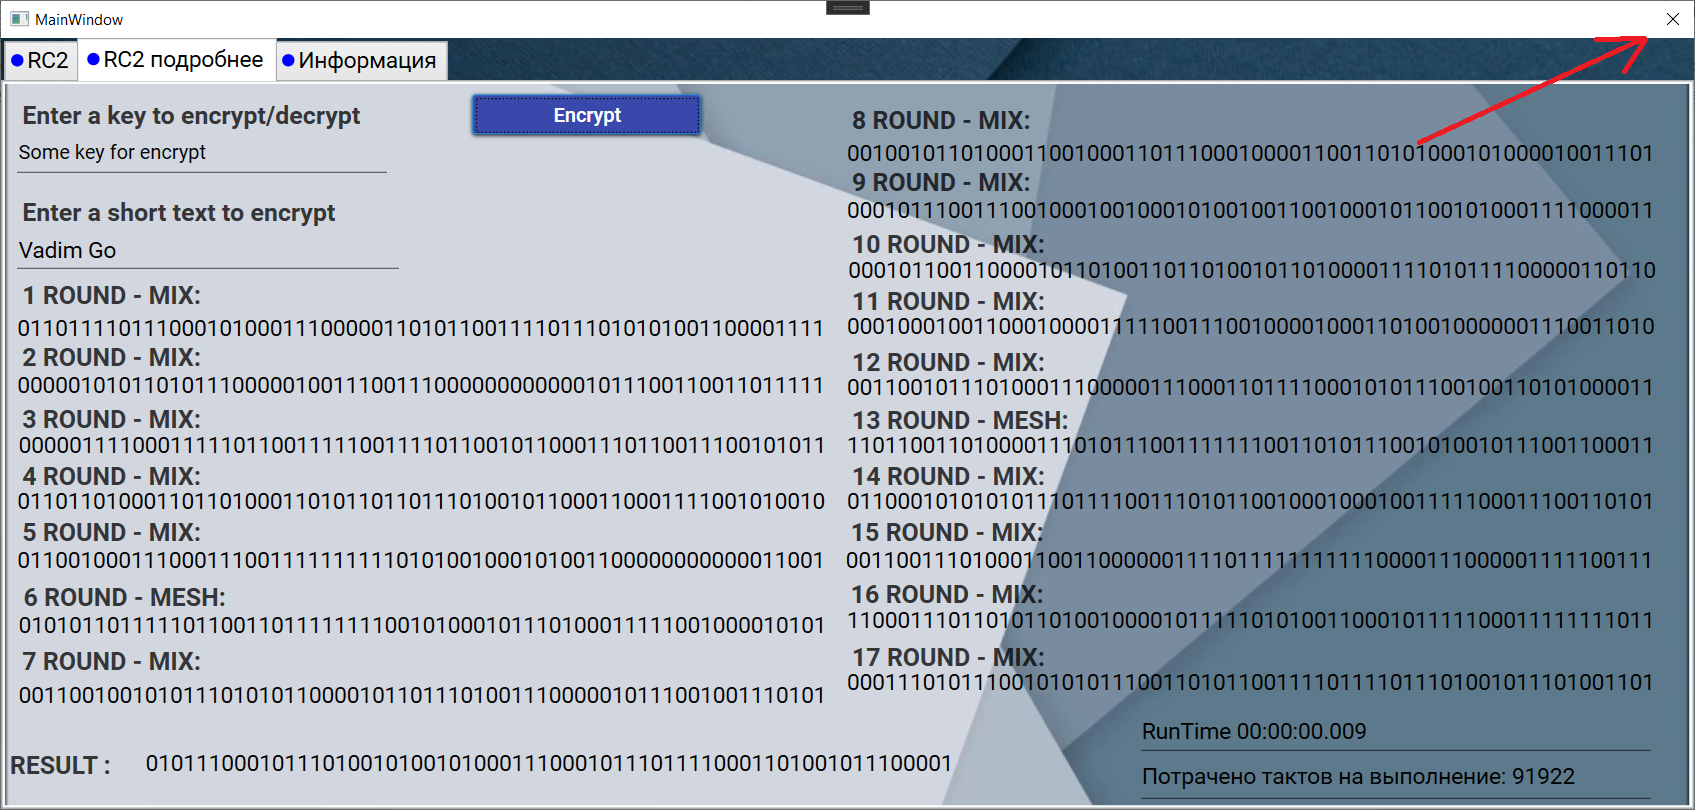 MainWindow
RC2
RC2 подробнее
Информация
Enter a key to encrypt/decrypt
Encrypt
Some key for encrypt
Enter a short text to encrypt
Vadim Go
1 ROUND - MIX:
0110111101110001010001110000011010110011110111010101001100001111
2 ROUND - MIX:
0000010101101011100000100111001110000000000001011100110011011111
3 ROUND - MIX:
0000011110001111101100111110011110110010110001110110011100101011
4 ROUND - MIX:
0110110100011011010001101011011011101001011000110001111001010010
5 ROUND - MIX:
0110010001110001110011111111110101001000101001100000000000011001
6 ROUND - MESH:
0101011011111011001101111111100101000101110100011111001000010101
7 ROUND - MIX:
0011001001010111010101100001011011101001110000010111001001110101
8 ROUND - MIX:
0010010110100011001000110111000100001100110101000101000010011101
9 ROUND - MIX:
0001011100111001000100100010100100110010001011001010001111000011
10 ROUND - MIX:
0001011001100001011010011011010010110100001111010111100000110110
11 ROUND - MIX:
0001000100110001000011111001110010000100011010010000001110011010
12 ROUND - MIX:
0011001011101000111000001110001101111000101011100100110101000011
13 ROUND - MESH:
1101100110100001110101110011111110011010111001010010111001100011
14 ROUND - MIX:
0110001010101011101111001110101100100010001001111100011100110101
15 ROUND - MIX:
0011001110100011001100000011110111111111110000111000001111100111
16 ROUND - MIX:
1100011101101011010010000101111101010011000101111100011111111011
17 ROUND - MIX:
0001110101110010101011100110101100111101111011101001011101001101
RESULT :
0101110001011101001010010100011100010111011110001101001011100001
RunTime 00:00:00.009
Потрачено тактов на выполнение: 91922